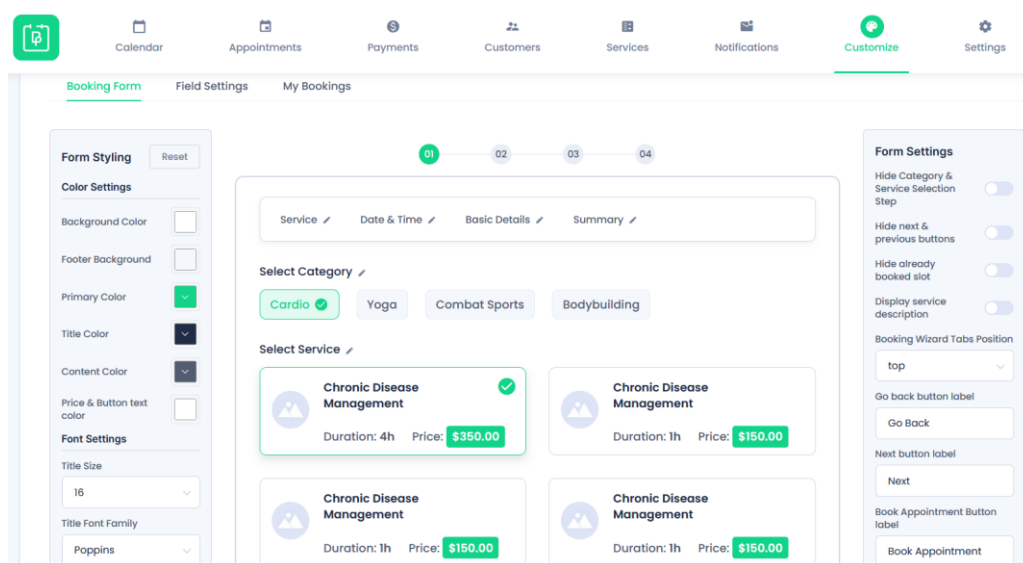 Calendar
Appointments
Payments
Customers
Services
Notifications
Customize
Settings
Booking Form
Field Settings
My Bookings
Form Styling
Reset
Color Settings
Background Color
Footer Background
Primary Color
Title Color
Content Color
Price & Button text
color
Font Settings
Title Size
16
Title Font Family
Poppins
01
02
03
04
Service
Date & Time
Basic Details
Summary
Select Category
Cardio
Yoga
Combat Sports
Bodybuilding
Select Service
Chronic Disease
Management
Duration: 4h Price: $350.00
Chronic Disease
Management
Duration: 1h Price: $150.00
Chronic Disease
Management
Duration: 1h Price: $150.00
Chronic Disease
Management
Duration: 1h Price: $150.00
Form Settings
Hide Category &
Service Selection
Step
Hide next &
previous buttons
Hide already
booked slot
Display service
description
Booking Wizard Tabs Position
top
Go back button label
Go Back
Next button label
Next
Book Appointment Button
label
Book Appointment